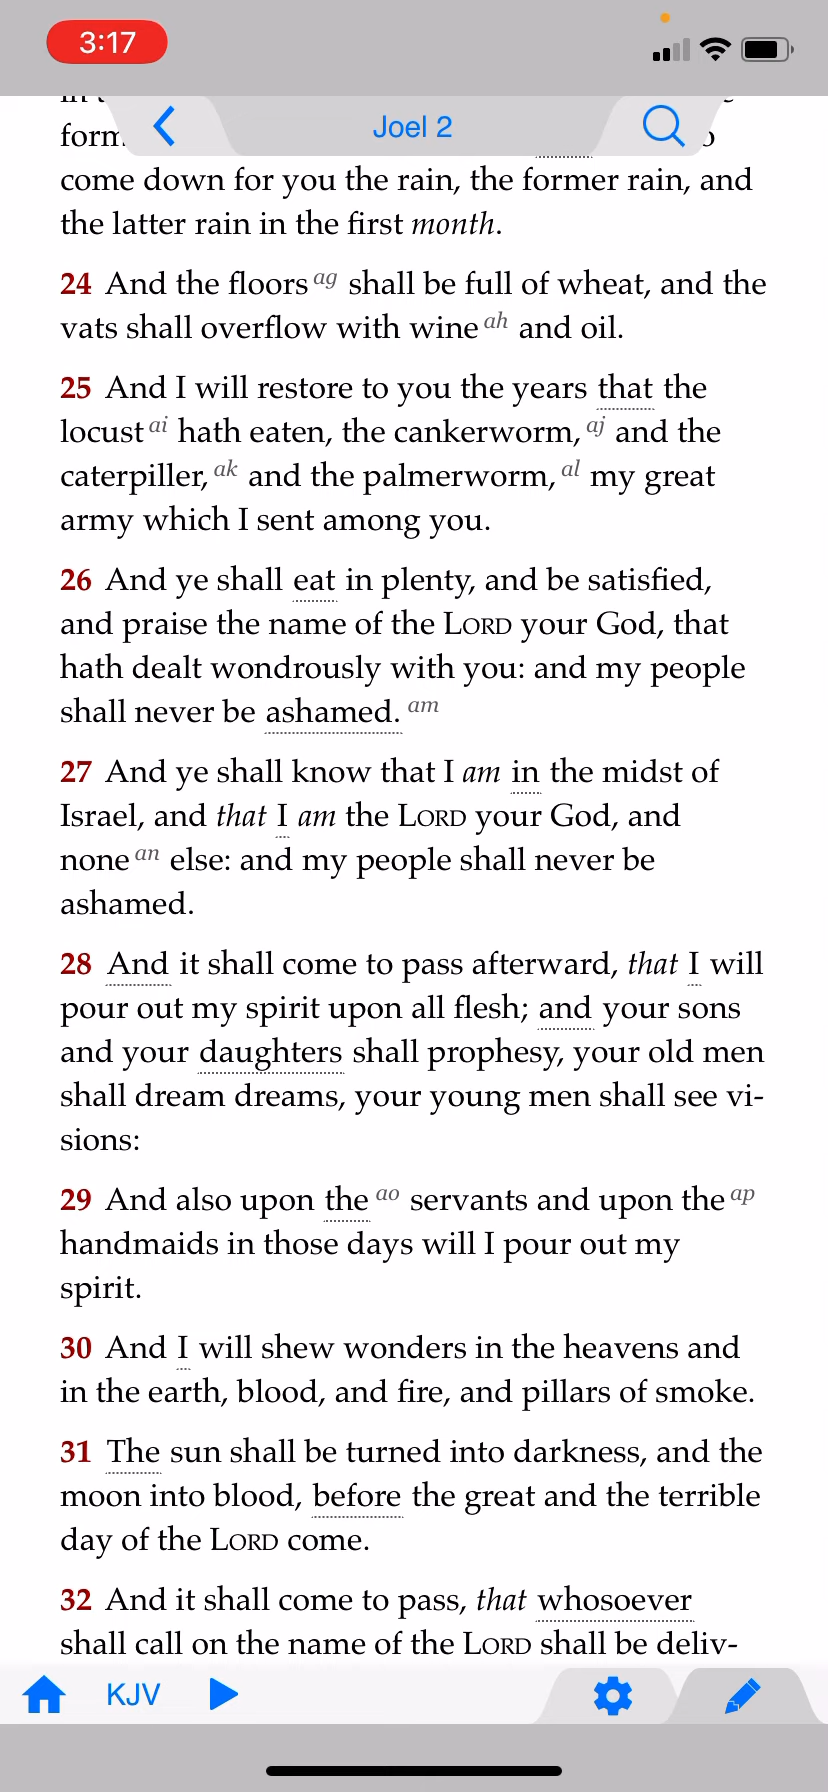 3:17
Joel 2
form
come down for you the rain, the former rain, and
the latter rain in the first month.
24 And the floors ag shall be full of wheat, and the
vats shall overflow with wine ah and oil.
25 And I will restore to you the years that the
locust ai hath eaten, the cankerworm, aj and the
caterpiller, ak and the palmerworm, al my great
army which I sent among you.
26 And ye shall eat in plenty, and be satisfied,
and praise the name of the LORD your God, that
hath dealt wondrously with you: and my people
shall never be ashamed. am
27 And ye shall know that I am in the midst of
Israel, and that I am the LORD your God, and
none an else: and my people shall never be
ashamed.
28 And it shall come to pass afterward, that I will
pour out my spirit upon all flesh; and your sons
and your daughters shall prophesy, your old men
shall dream dreams, your young men shall see vi-
sions:
29 And also upon the ao servants and upon the ap
handmaids in those days will I pour out my
spirit.
30 And I will shew wonders in the heavens and
in the earth, blood, and fire, and pillars of smoke.
31 The sun shall be turned into darkness, and the
moon into blood, before the great and the terrible
day of the LORD come.
32 And it shall come to pass, that whosoever
shall call on the name of the LORD shall be deliv-
KJV